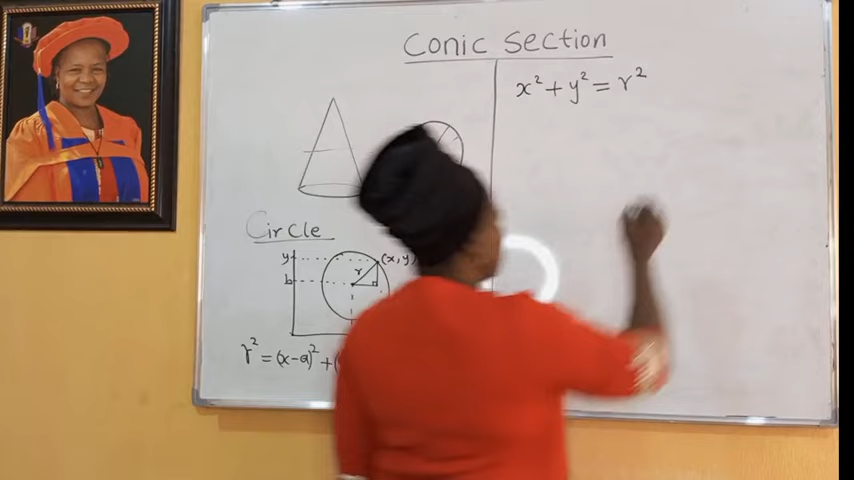 Conic Section
x² + y² = r²
Circle
y
(x, y)
r
b
r² = (x-a)² + (